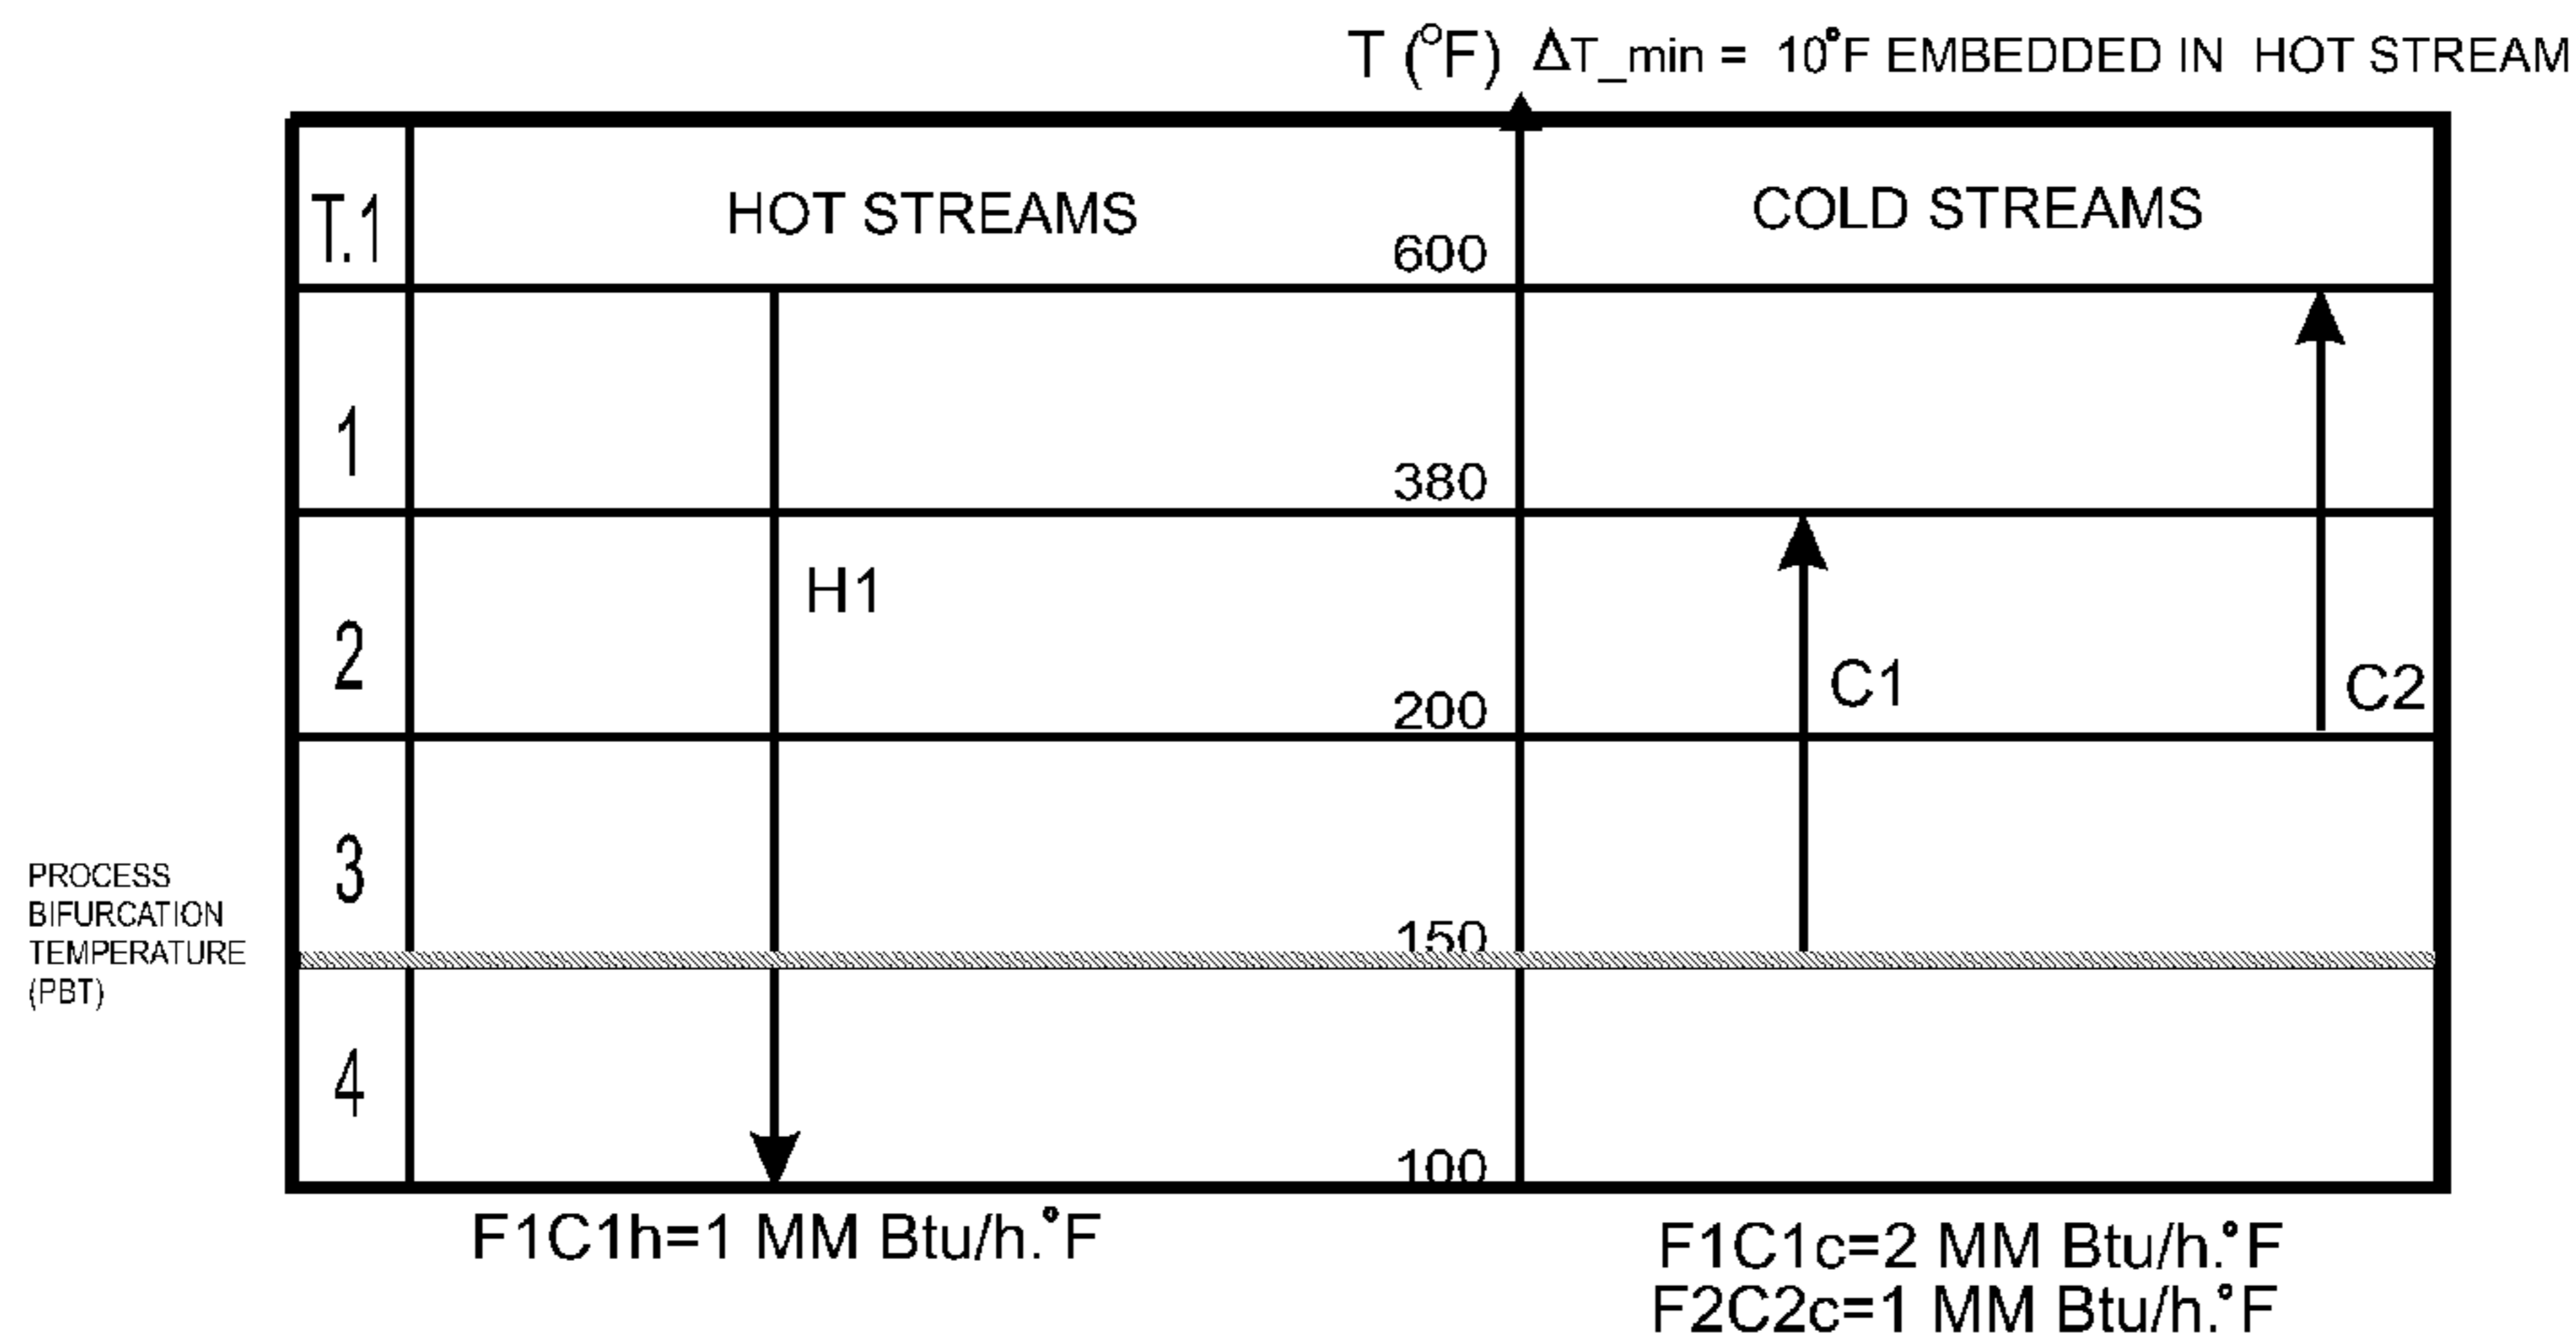 T (°F) ΔT_min = 10°F EMBEDDED IN HOT STREAM
T.1
HOT STREAMS
COLD STREAMS
600
1
380
H1
2
C1
C2
200
3
PROCESS
BIFURCATION
TEMPERATURE
(PBT)
150
4
100
F1C1h=1 MM Btu/h.°F
F1C1c=2 MM Btu/h.°F
F2C2c=1 MM Btu/h.°F